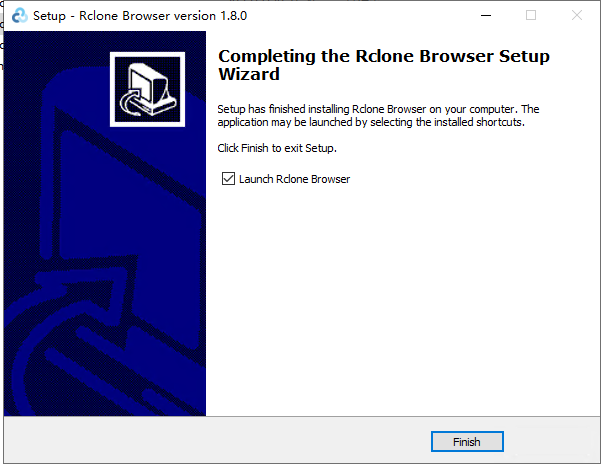 Setup - Rclone Browser version 1.8.0
Completing the Rclone Browser Setup
Wizard
Setup has finished installing Rclone Browser on your computer. The
application may be launched by selecting the installed shortcuts.
Click Finish to exit Setup.
Launch Rclone Browser
Finish